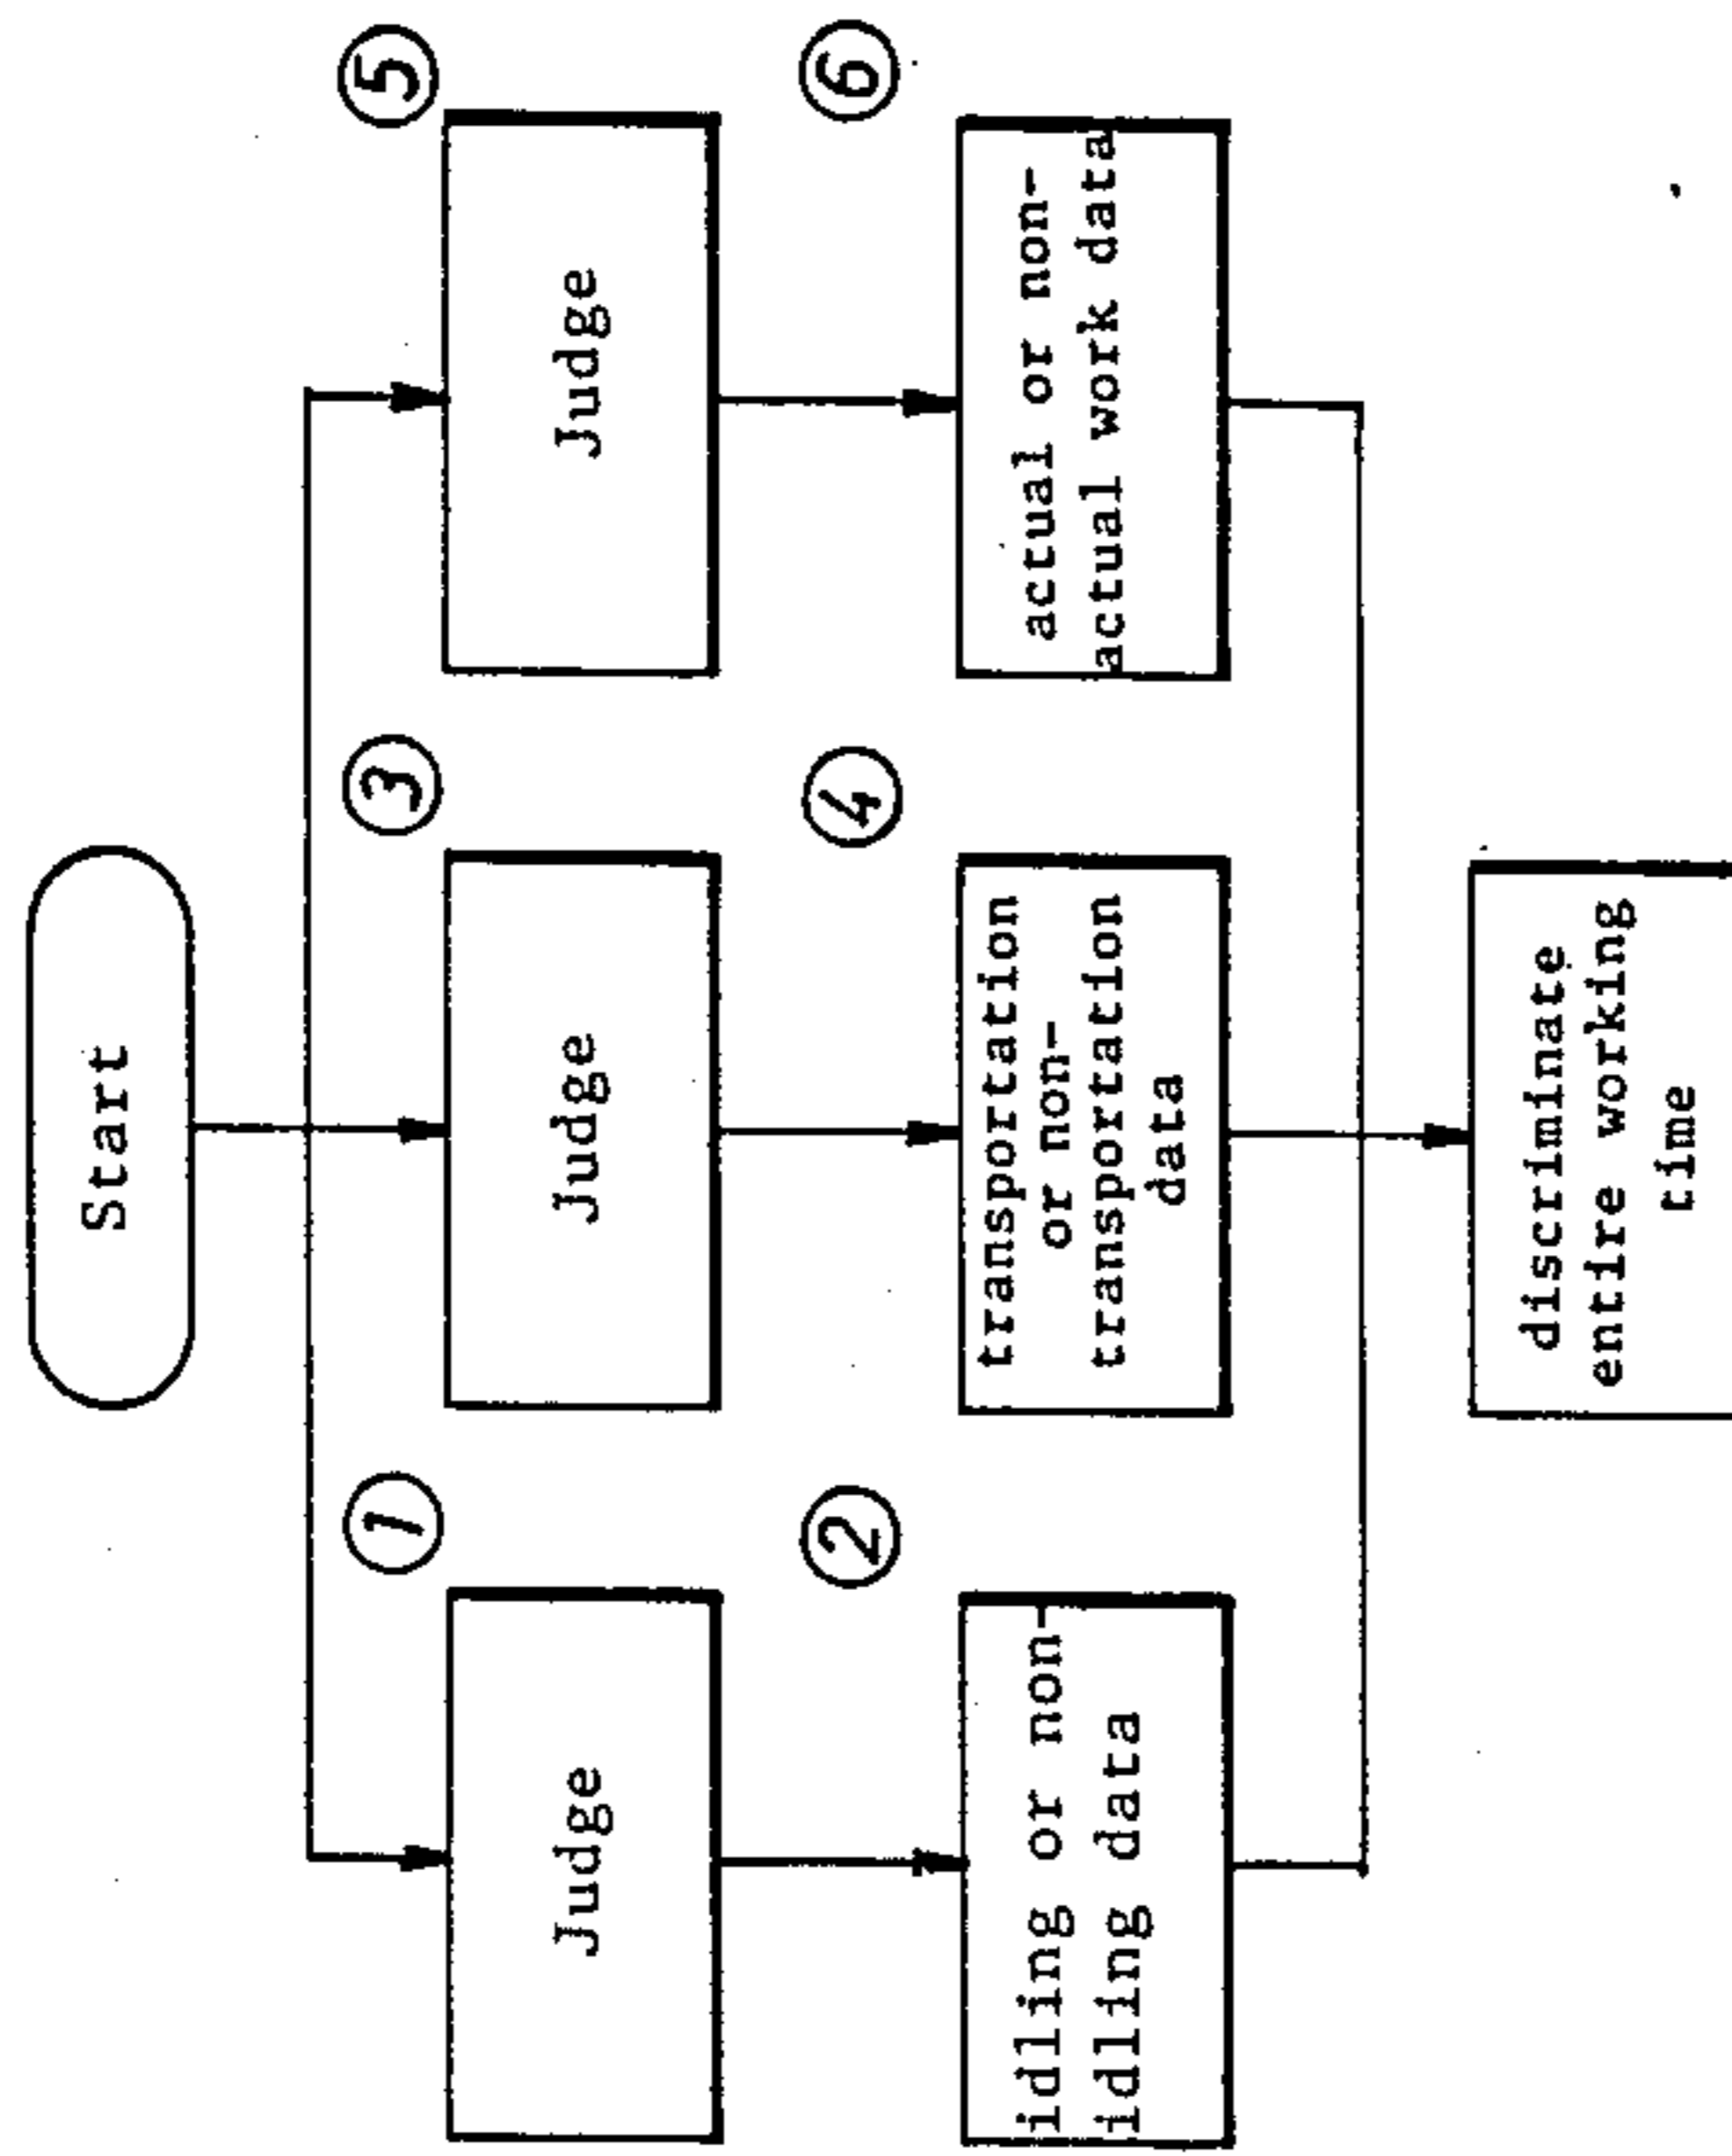 Start
1
3
5
Judge
Judge
Judge
2
4
6
idling or non-
idling data
transportation
or non-
transportation
data
actual or non-
actual work data
discriminate
entire working
time